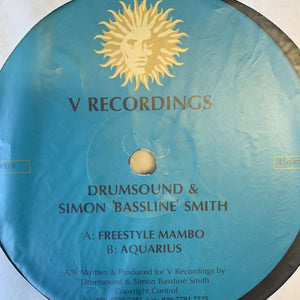 V RECORDINGS
45rpm
DRUMSOUND &
SIMON 'BASSLINE' SMITH
A: FREESTYLE MAMBO
B: AQUARIUS
A/B: Written & Produced for V Recordings by
Drumsound & Simon Bassline Smith
Copyright Control